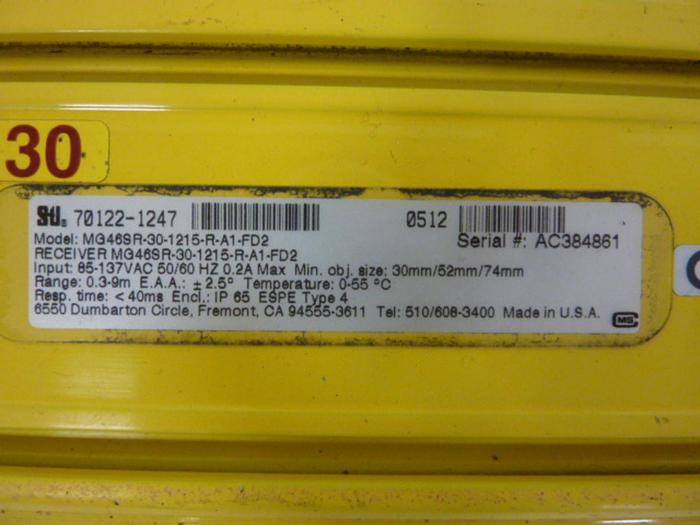 30
STI® 70122-1247 0512
Model: MG46SR-30-1215-R-A1-FD2 Serial #: AC384861
RECEIVER MG46SR-30-1215-R-A1-FD2
Input: 85-137VAC 50/60 HZ 0.2A Max Min. obj. size: 30mm/52mm/74mm
Range: 0.3-9m E.A.A.: ± 2.5° Temperature: 0-55 °C
Resp. time: < 40ms Encl.: IP 65 ESPE Type 4
6550 Dumbarton Circle, Fremont, CA 94555-3611 Tel: 510/608-3400 Made in U.S.A.